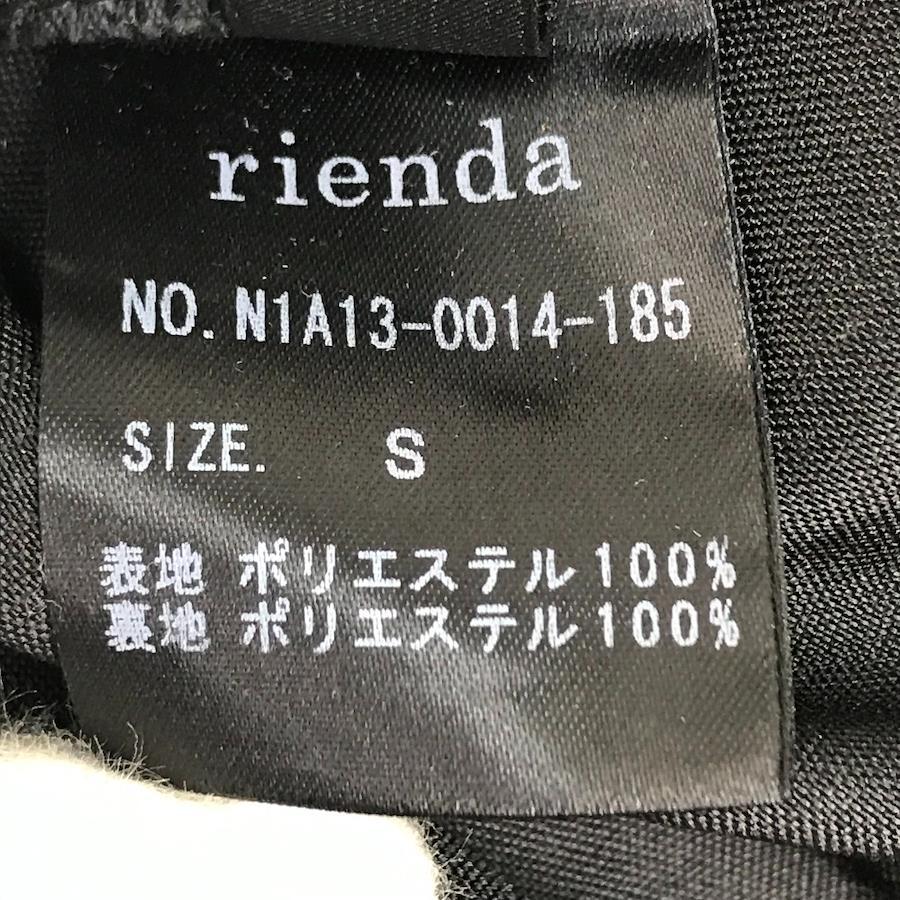 rienda
NO. N1A13-0014-185
SIZE. S
表地 ポリエステル100%
裏地 ポリエステル100%